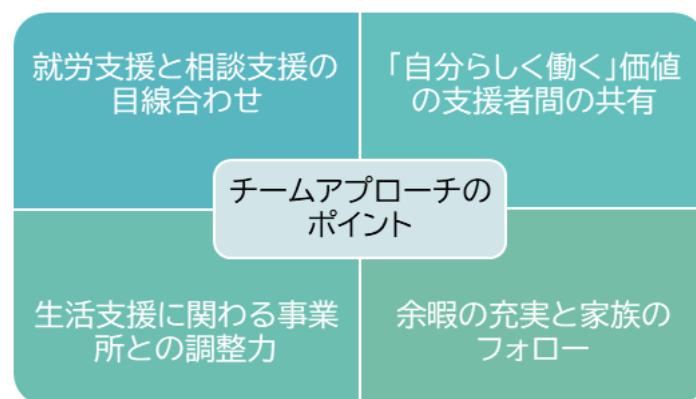 就労支援と相談支援の
目線合わせ
「自分らしく働く」価値
の支援者間の共有
チームアプローチの
ポイント
生活支援に関わる事業
所との調整力
余暇の充実と家族の
フォロー